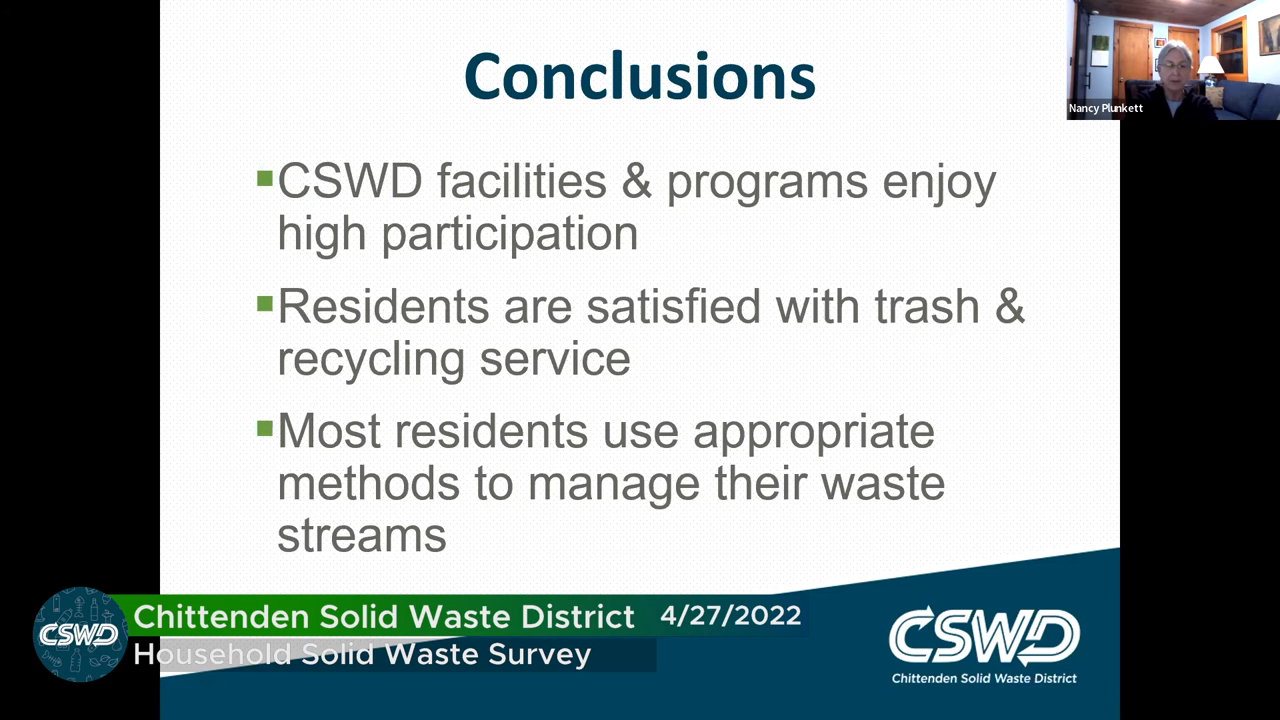 Conclusions
Nancy Plunkett
▪CSWD facilities & programs enjoy
high participation
▪Residents are satisfied with trash &
recycling service
▪Most residents use appropriate
methods to manage their waste
streams
CSWD
Chittenden Solid Waste District 4/27/2022
Household Solid Waste Survey
CSWD
Chittenden Solid Waste District